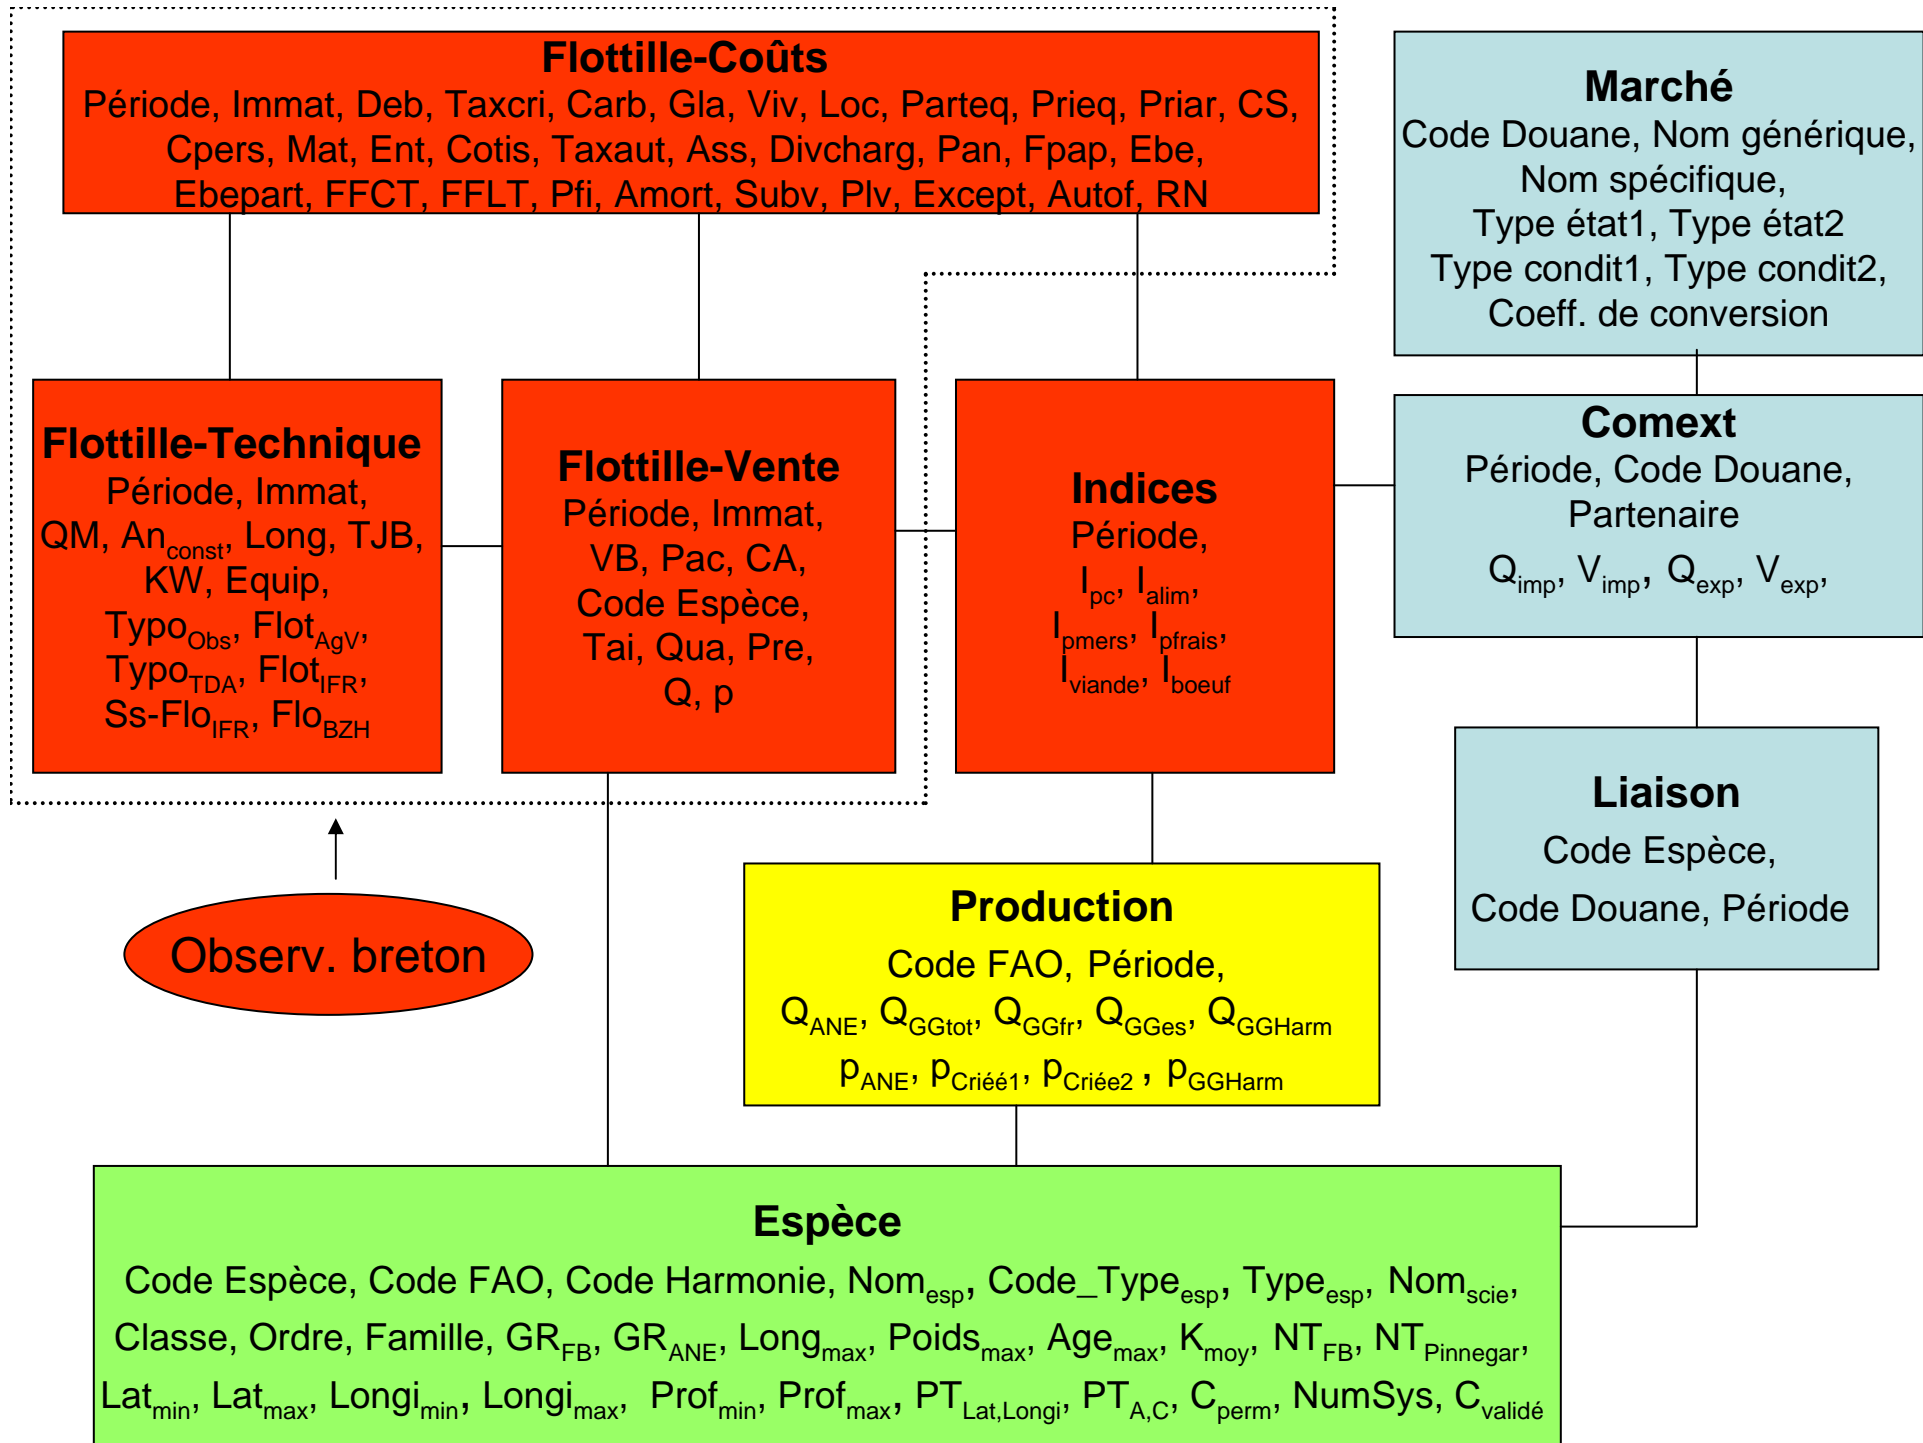 Flottille-Coûts
Période, Immat, Deb, Taxcri, Carb, Gla, Viv, Loc, Parteq, Prieq, Priar, CS,
Cpers, Mat, Ent, Cotis, Taxaut, Ass, Divcharg, Pan, Fpap, Ebe,
Ebepart, FFCT, FFLT, Pfi, Amort, Subv, Plv, Except, Autof, RN
Marché
Code Douane, Nom générique,
Nom spécifique,
Type état1, Type état2
Type condit1, Type condit2,
Coeff. de conversion
Flottille-Technique
Période, Immat,
QM, Anconst, Long, TJB,
KW, Equip,
TypoObs, FlotAgV,
TypoTDA, FlotIFR,
Ss-FloIFR, FloBZH
Flottille-Vente
Période, Immat,
VB, Pac, CA,
Code Espèce,
Tai, Qua, Pre,
Q, p
Indices
Période,
Ipc, Ialim,
Ipmers, Ipfrais,
Iviande, Iboeuf
Comext
Période, Code Douane,
Partenaire
Qimp, Vimp, Qexp, Vexp,
Liaison
Code Espèce,
Code Douane, Période
Observ. breton
Production
Code FAO, Période,
QANE, QGGtot, QGGfr, QGGes, QGGHarm
pANE, pCriéé1, pCriée2 , pGGHarm
Espèce
Code Espèce, Code FAO, Code Harmonie, Nomesp, Code_Typeesp, Typeesp, Nomscie,
Classe, Ordre, Famille, GRFB, GRANE, Longmax, Poidsmax, Agemax, Kmoy, NTFB, NTPinnegar,
Latmin, Latmax, Longimin, Longimax, Profmin, Profmax, PTLat,Longi, PTA,C, Cperm, NumSys, Cvalidé